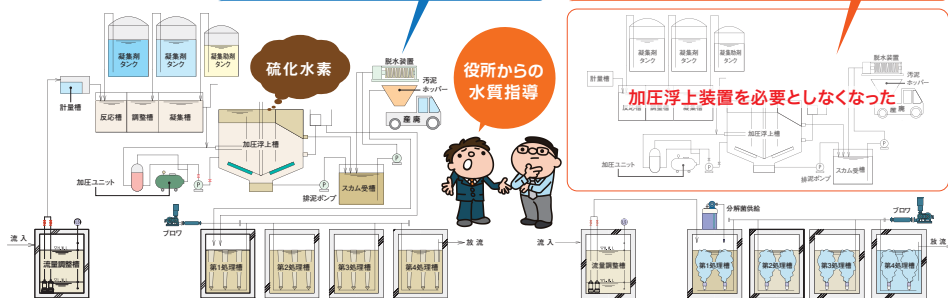 凝集剤
タンク
凝集剤
タンク
凝集助剤
タンク
硫化水素
脱水装置
汚泥
ホッパー
産廃
計量槽
反応槽
調整槽
凝集槽
加圧浮上槽
加圧ユニット
P
P
P
排泥ポンプ
スカム受槽
ブロワ
流入
流量調整槽
第1処理槽
第2処理槽
第3処理槽
第4処理槽
放流
役所からの
水質指導
凝集剤
タンク
凝集剤
タンク
凝集助剤
タンク
脱水装置
汚泥
ホッパー
産廃
計量槽
加圧浮上装置を必要としなくなった
反応槽
調整槽
凝集槽
加圧浮上槽
加圧ユニット
P
P
P
排泥ポンプ
スカム受槽
分解菌供給
ブロワ
流入
流量調整槽
第1処理槽
第2処理槽
第3処理槽
第4処理槽
放流